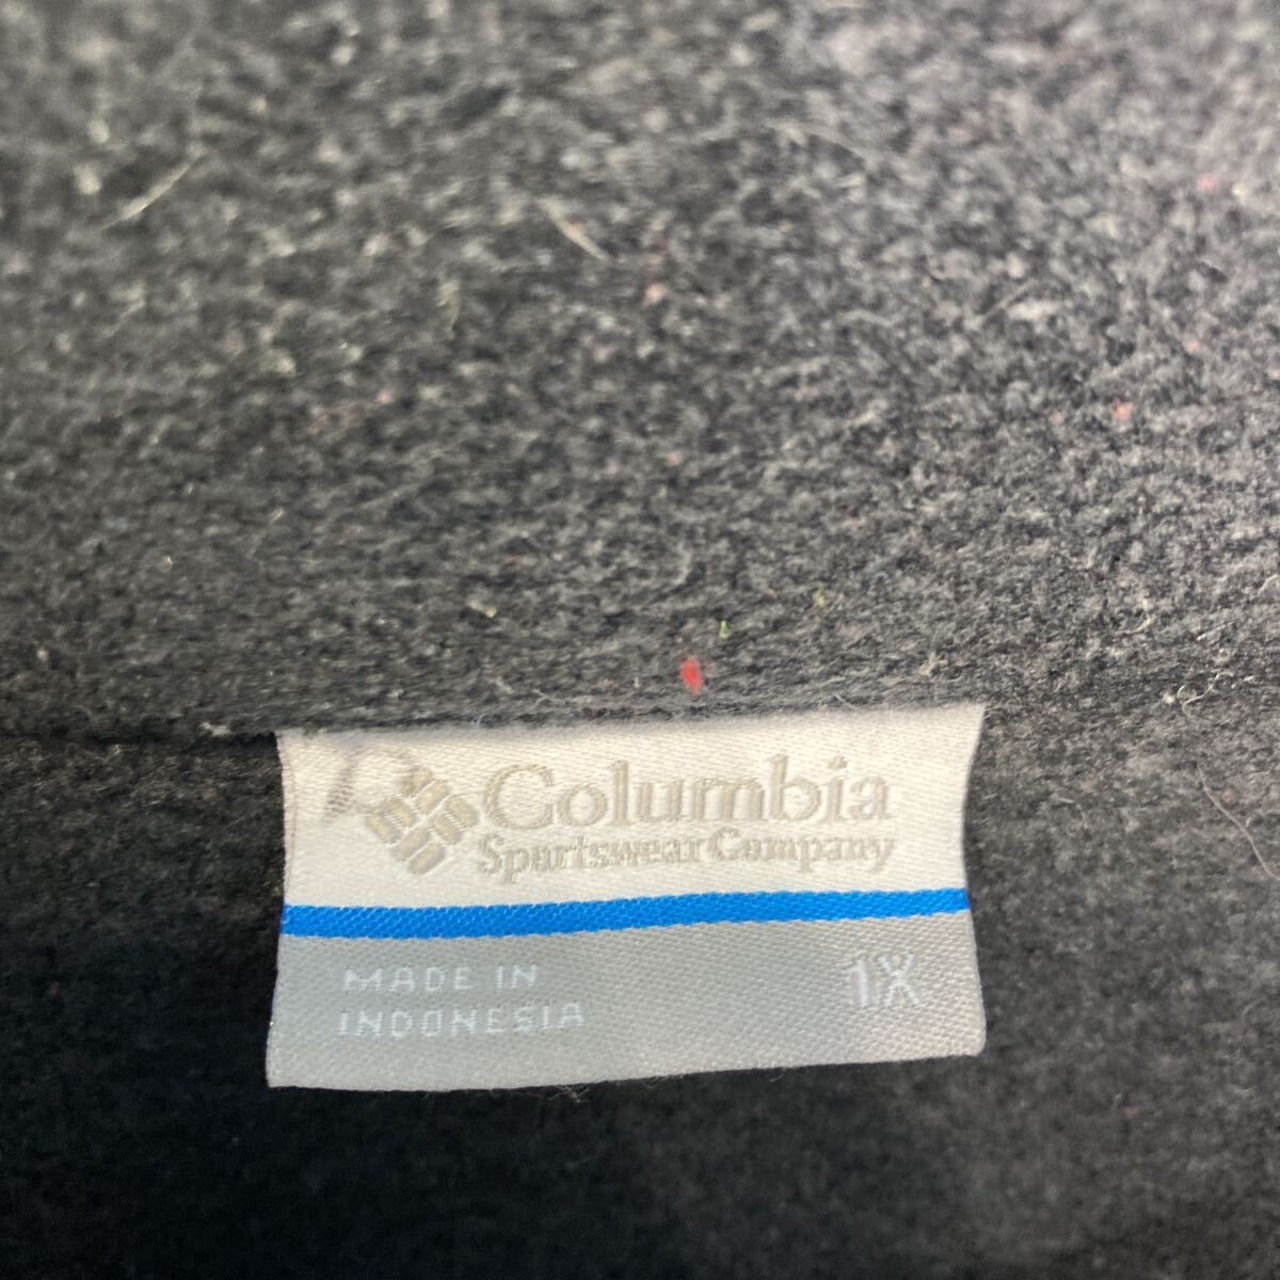 Columbia
Sportswear Company
MADE IN
INDONESIA
1X